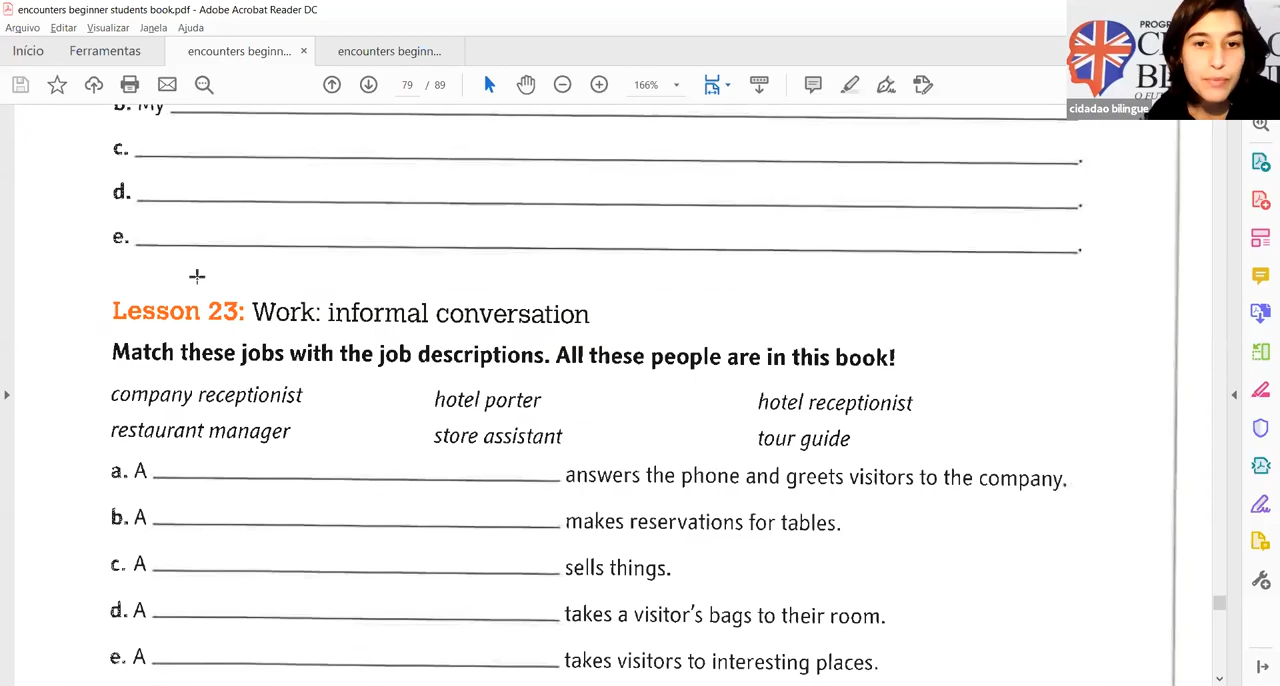 encounters beginner students book.pdf - Adobe Acrobat Reader DC
Arquivo Editar Visualizar Janela Ajuda
Início Ferramentas encounters beginn... × encounters beginn...
79 / 89 166%
PROG
cidadao bilingue
b. My
c.
d.
e.
Lesson 23: Work: informal conversation
Match these jobs with the job descriptions. All these people are in this book!
company receptionist hotel porter hotel receptionist
restaurant manager store assistant tour guide
a. A answers the phone and greets visitors to the company.
b. A makes reservations for tables.
c. A sells things.
d. A takes a visitor's bags to their room.
e. A takes visitors to interesting places.